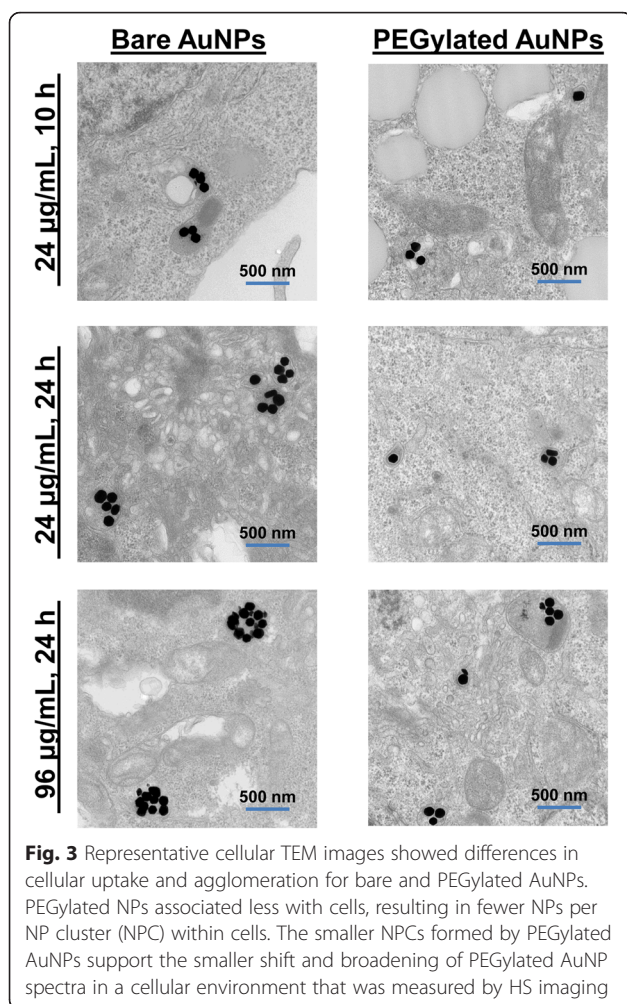 Bare AuNPs
PEGylated AuNPs
24 µg/mL, 10 h
500 nm
500 nm
24 µg/mL, 24 h
500 nm
500 nm
96 µg/mL, 24 h
500 nm
500 nm
Fig. 3 Representative cellular TEM images showed differences in
cellular uptake and agglomeration for bare and PEGylated AuNPs.
PEGylated NPs associated less with cells, resulting in fewer NPs per
NP cluster (NPC) within cells. The smaller NPCs formed by PEGylated
AuNPs support the smaller shift and broadening of PEGylated AuNP
spectra in a cellular environment that was measured by HS imaging